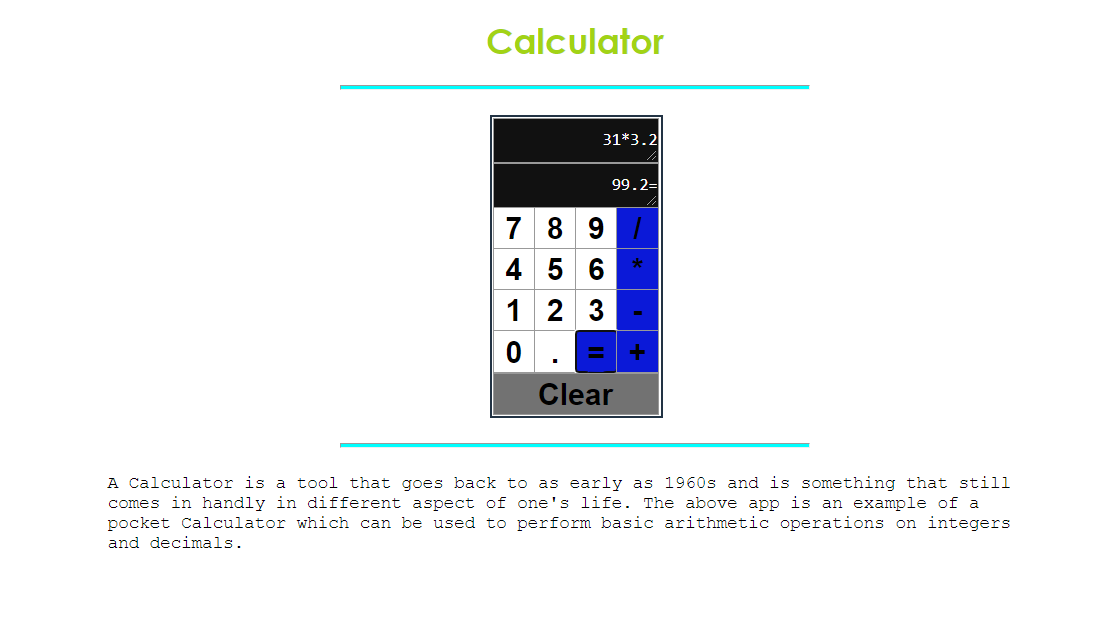 Calculator
31*3.2
99.2=
7 8 9 /
4 5 6 *
1 2 3 -
0 . = +
Clear
A Calculator is a tool that goes back to as early as 1960s and is something that still
comes in handly in different aspect of one's life. The above app is an example of a
pocket Calculator which can be used to perform basic arithmetic operations on integers
and decimals.